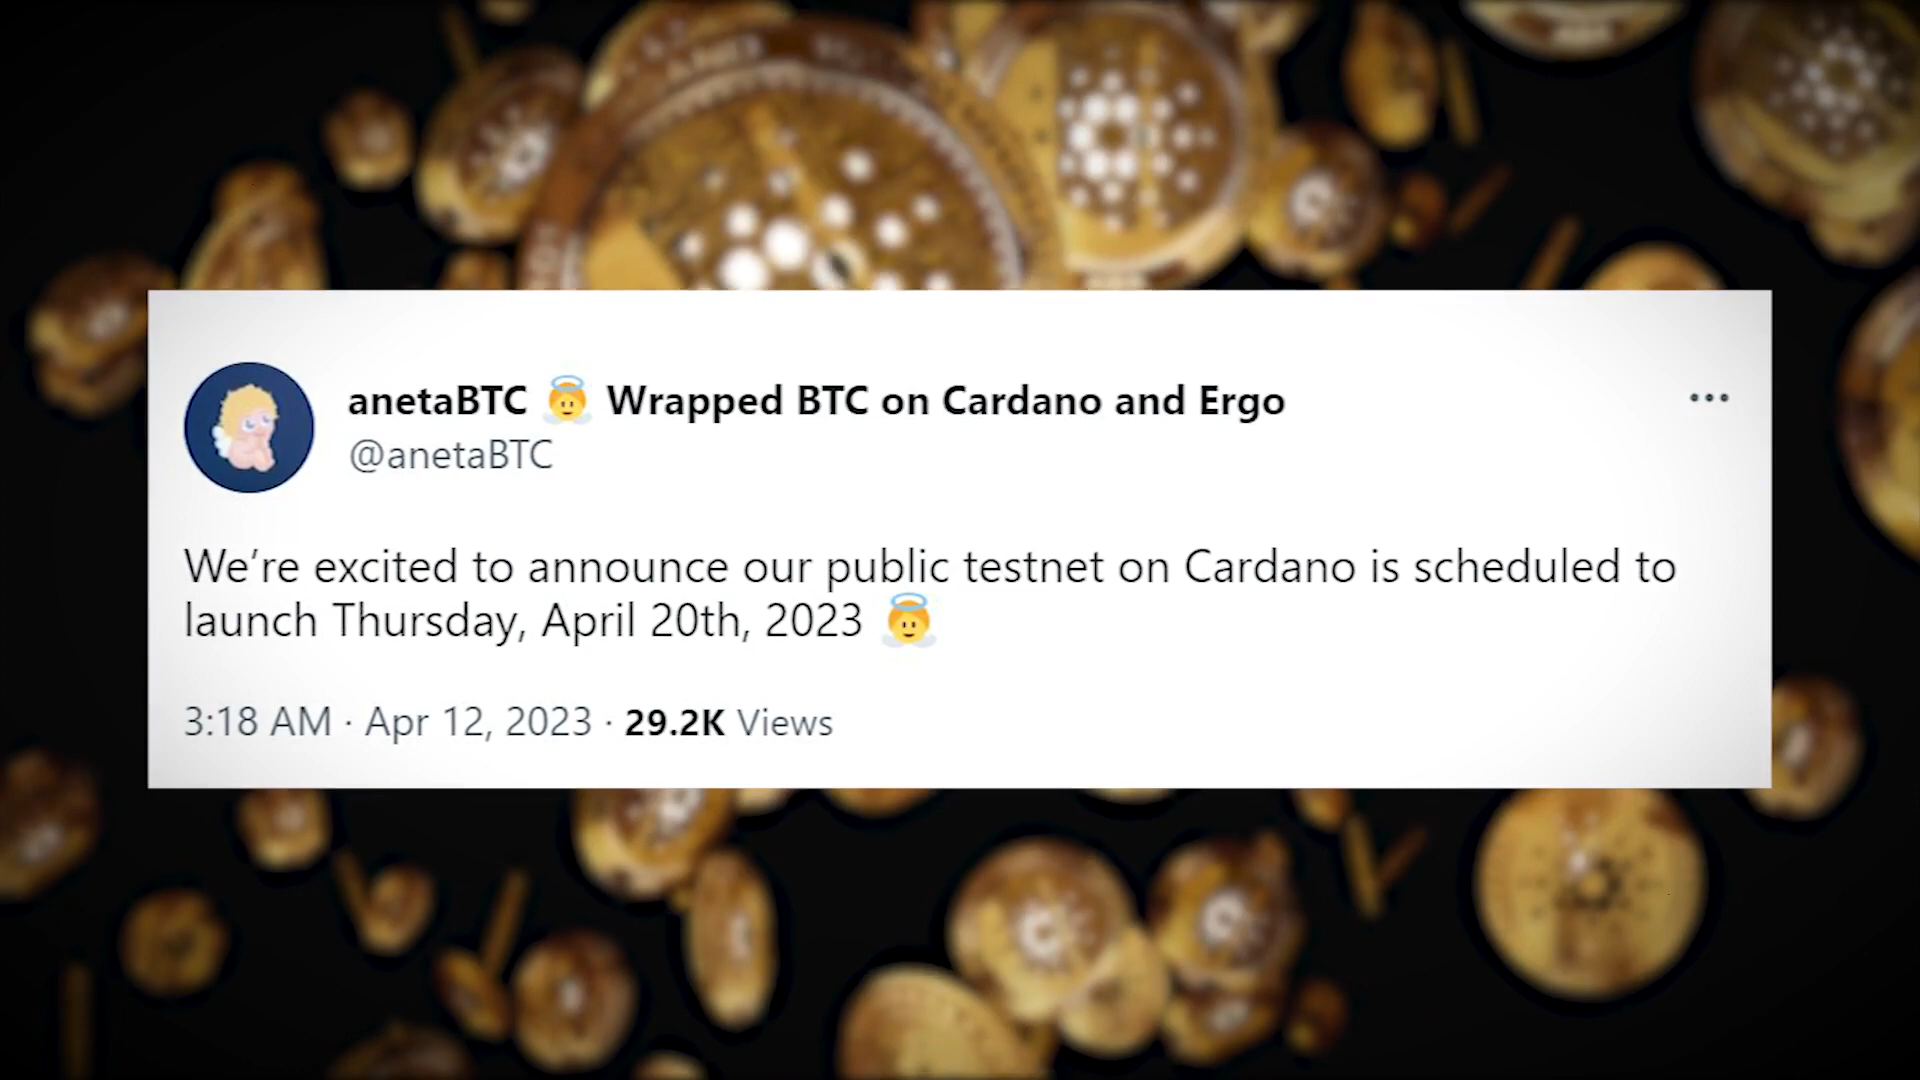 anetaBTC 😇 Wrapped BTC on Cardano and Ergo
@anetaBTC
We’re excited to announce our public testnet on Cardano is scheduled to
launch Thursday, April 20th, 2023 😇
3:18 AM · Apr 12, 2023 · 29.2K Views